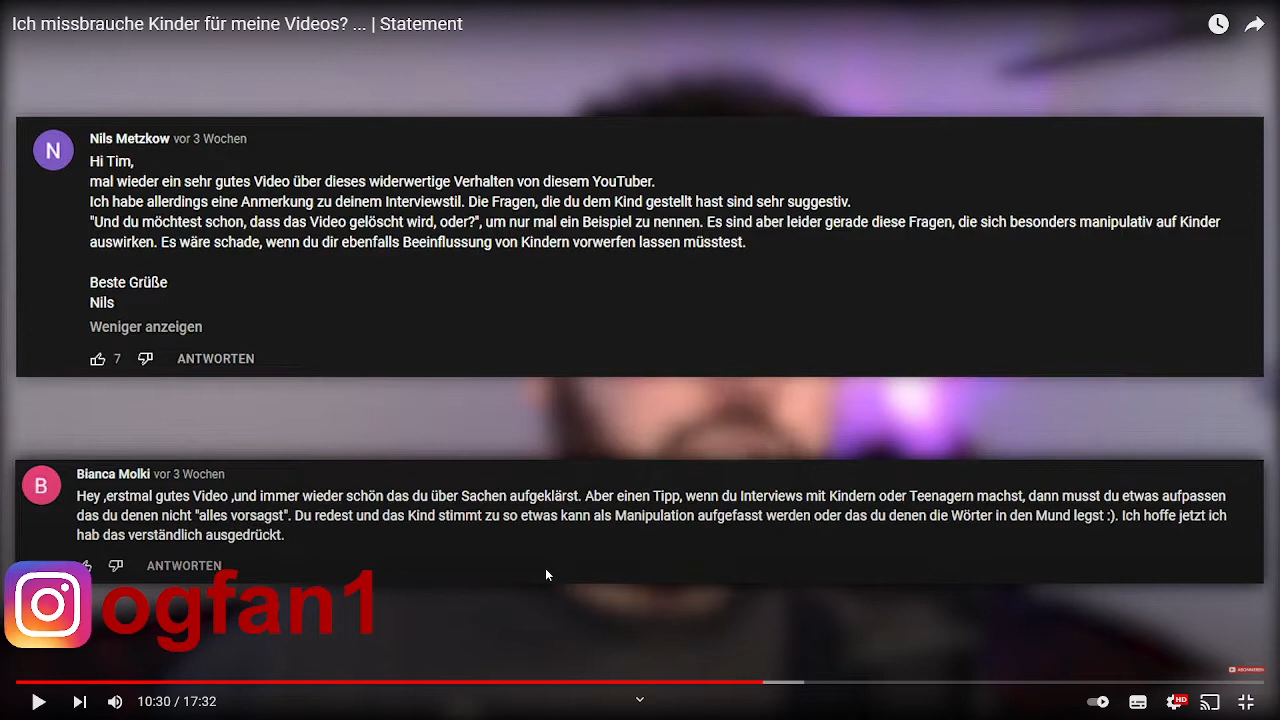 Ich missbrauche Kinder für meine Videos? ... | Statement
N
Nils Metzkow vor 3 Wochen
Hi Tim,
mal wieder ein sehr gutes Video über dieses widerwertige Verhalten von diesem YouTuber.
Ich habe allerdings eine Anmerkung zu deinem Interviewstil. Die Fragen, die du dem Kind gestellt hast sind sehr suggestiv.
"Und du möchtest schon, dass das Video gelöscht wird, oder?", um nur mal ein Beispiel zu nennen. Es sind aber leider gerade diese Fragen, die sich besonders manipulativ auf Kinder
auswirken. Es wäre schade, wenn du dir ebenfalls Beeinflussung von Kindern vorwerfen lassen müsstest.
Beste Grüße
Nils
Weniger anzeigen
7 ANTWORTEN
B
Bianca Molki vor 3 Wochen
Hey ,erstmal gutes Video ,und immer wieder schön das du über Sachen aufgeklärst. Aber einen Tipp, wenn du Interviews mit Kindern oder Teenagern machst, dann musst du etwas aufpassen
das du denen nicht "alles vorsagst". Du redest und das Kind stimmt zu so etwas kann als Manipulation aufgefasst werden oder das du denen die Wörter in den Mund legst :). Ich hoffe jetzt ich
hab das verständlich ausgedrückt.
ANTWORTEN
ogfan1
ABONNIEREN
10:30 / 17:32
HD